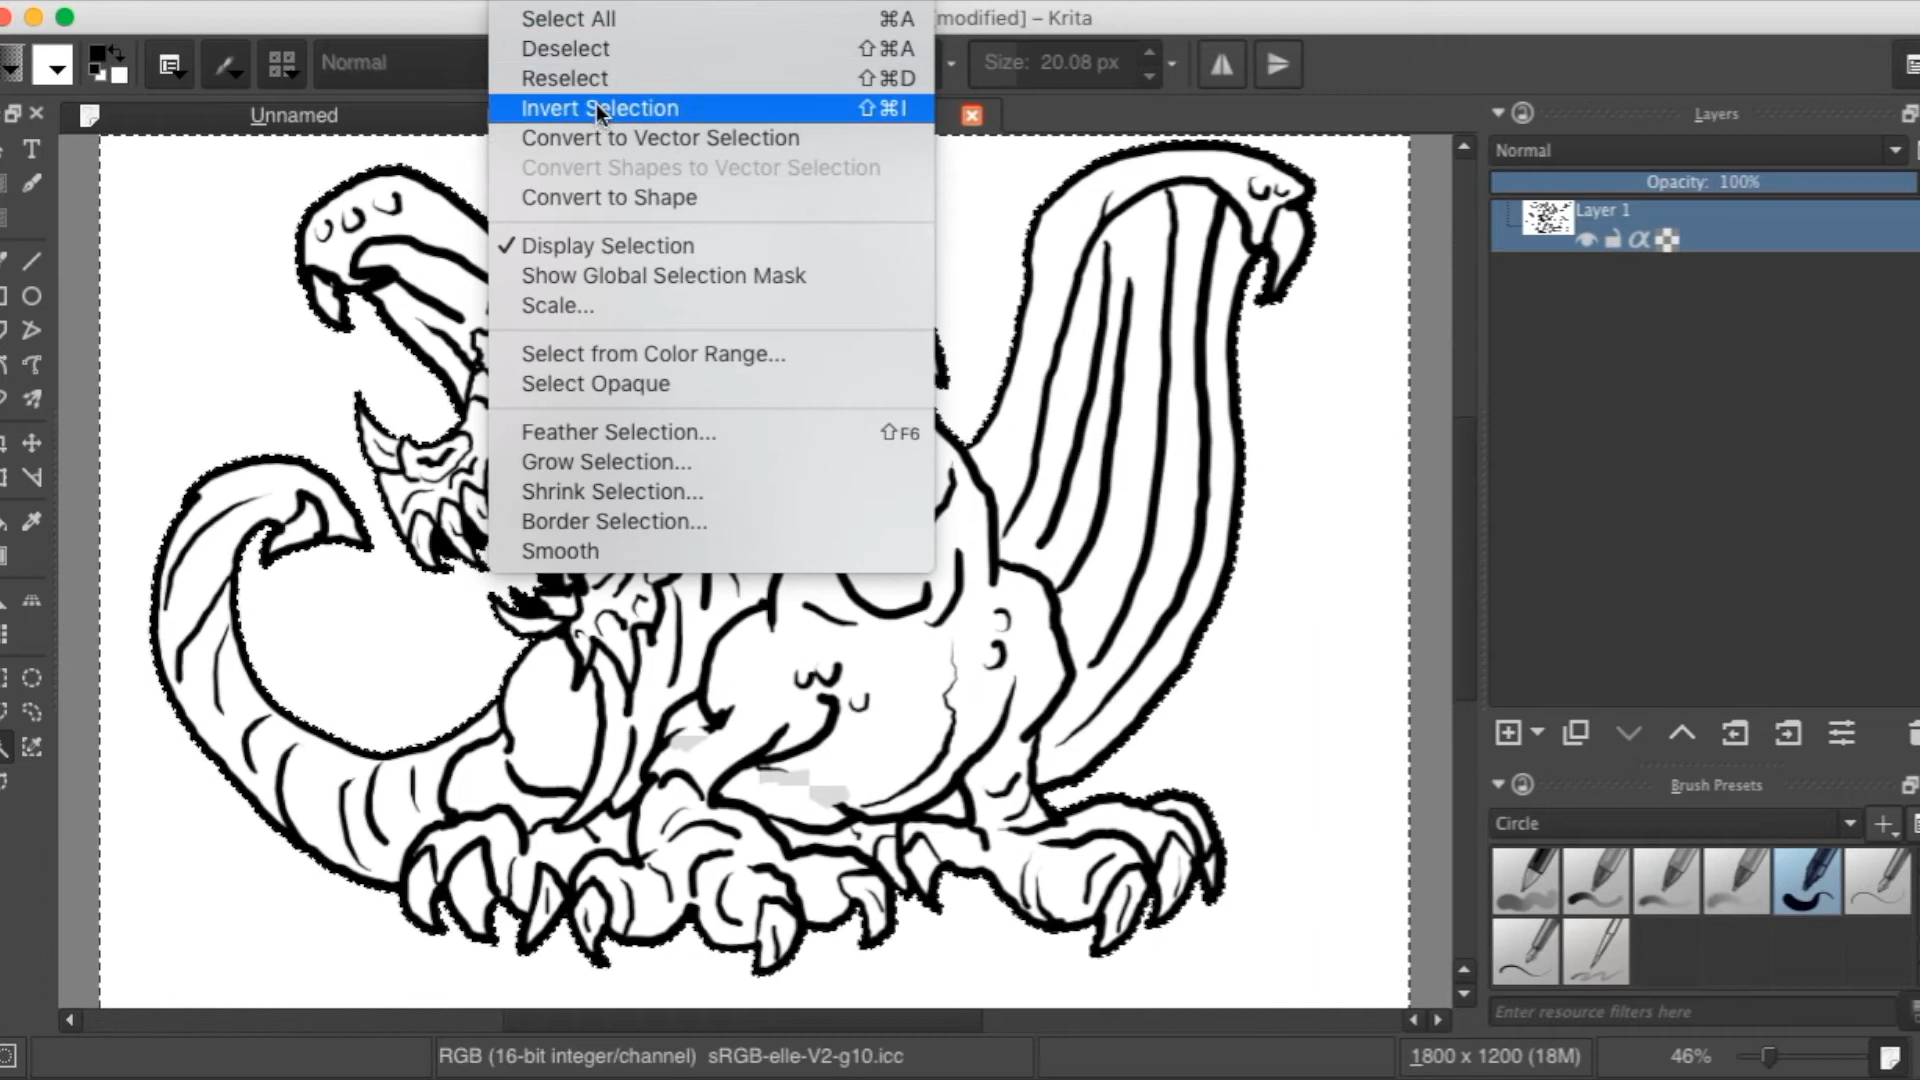 [modified] – Krita
Select All ⌘A
Deselect ⇧⌘A
Reselect ⇧⌘D
Invert Selection ⇧⌘I
Convert to Vector Selection
Convert Shapes to Vector Selection
Convert to Shape
✓ Display Selection
Show Global Selection Mask
Scale...
Select from Color Range...
Select Opaque
Feather Selection... ⇧F6
Grow Selection...
Shrink Selection...
Border Selection...
Smooth
Normal
Size: 20.08 px
Unnamed
Layers
Normal
Opacity: 100%
Layer 1
Brush Presets
Circle
Enter resource filters here
RGB (16-bit integer/channel) sRGB-elle-V2-g10.icc
1800 x 1200 (18M)
46%